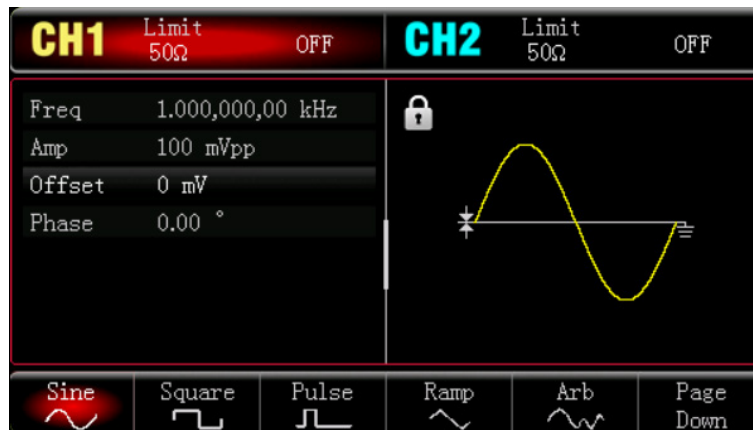 CH1 Limit 50Ω OFF
CH2 Limit 50Ω OFF
Freq 1.000,000,00 kHz
Amp 100 mVpp
Offset 0 mV
Phase 0.00 °
Sine Square Pulse Ramp Arb Page Down